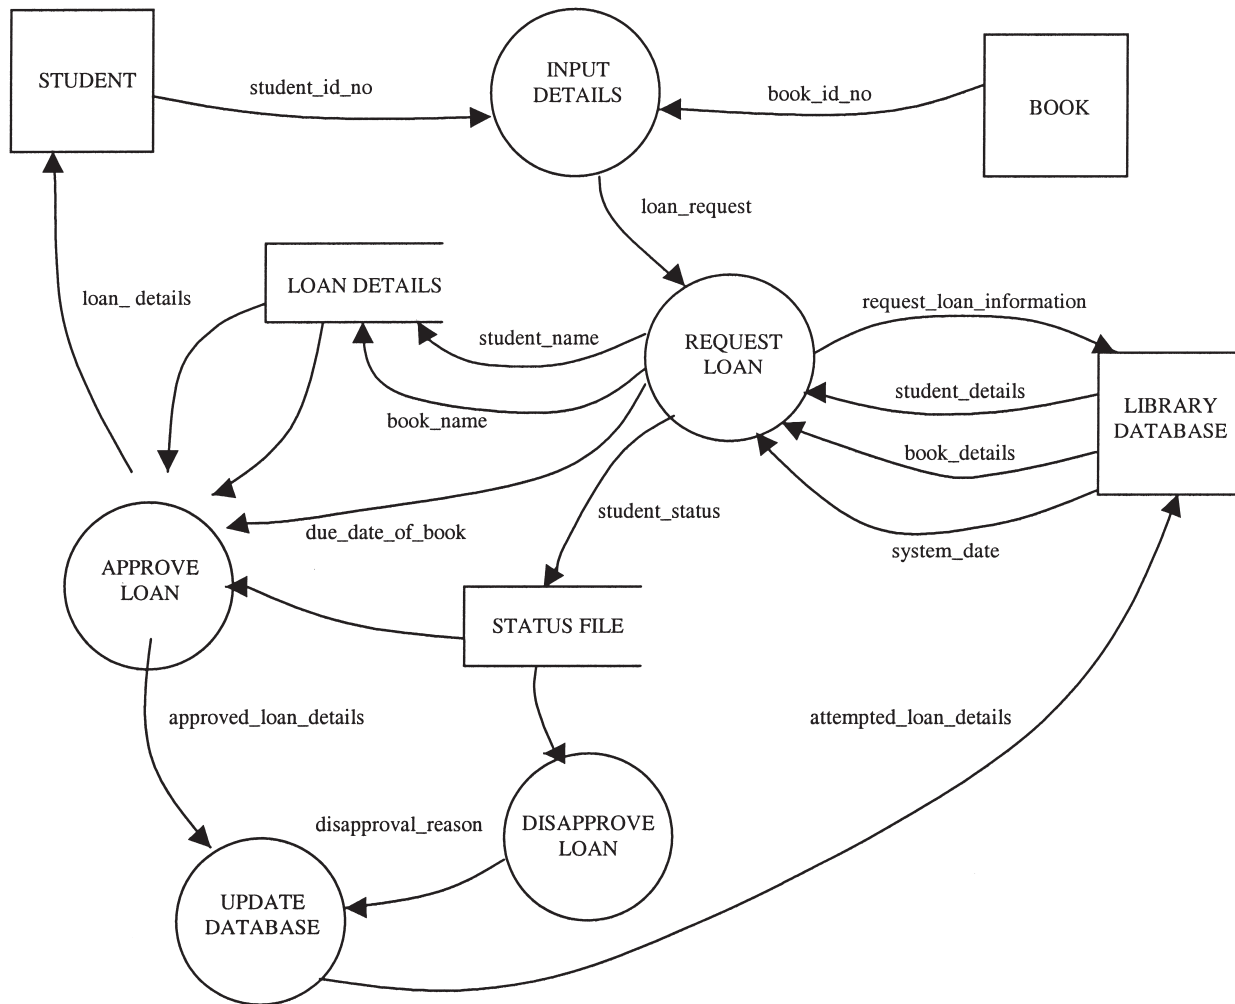 STUDENT
student_id_no
INPUT
DETAILS
book_id_no
BOOK
loan_request
loan_ details
LOAN DETAILS
student_name
book_name
REQUEST
LOAN
request_loan_information
student_details
book_details
system_date
LIBRARY
DATABASE
due_date_of_book
student_status
APPROVE
LOAN
STATUS FILE
approved_loan_details
attempted_loan_details
disapproval_reason
DISAPPROVE
LOAN
UPDATE
DATABASE